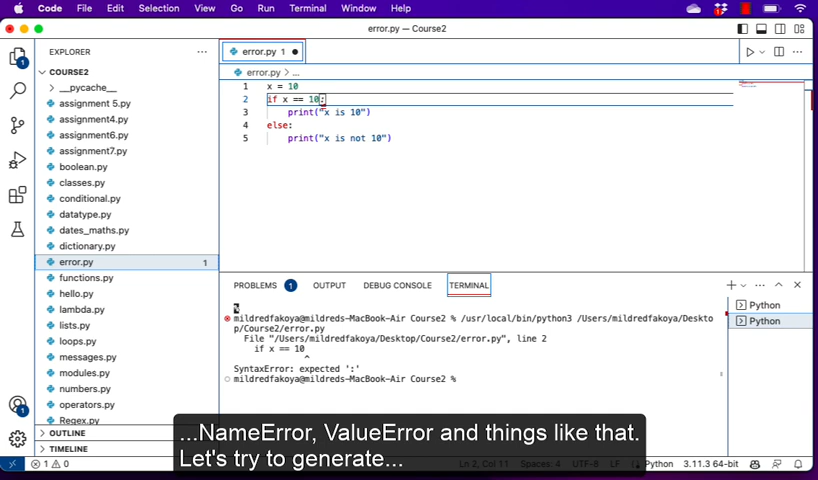 Code File Edit Selection View Go Run Terminal Window Help
error.py — Course2
EXPLORER
error.py 1
COURSE2
error.py > ...
__pycache__
assignment 5.py
assignment4.py
assignment6.py
assignment7.py
boolean.py
classes.py
conditional.py
datatype.py
dates_maths.py
dictionary.py
error.py 1
functions.py
hello.py
lambda.py
lists.py
loops.py
messages.py
modules.py
numbers.py
operators.py
Regex.py
OUTLINE
TIMELINE
1 x = 10
2 if x == 10:
3 print("x is 10")
4 else:
5 print("x is not 10")
PROBLEMS 1 OUTPUT DEBUG CONSOLE TERMINAL
Python
Python
mildredfakoya@mildreds-MacBook-Air Course2 % /usr/local/bin/python3 /Users/mildredfakoya/Deskto
p/Course2/error.py
File "/Users/mildredfakoya/Desktop/Course2/error.py", line 2
if x == 10
^
SyntaxError: expected ':'
mildredfakoya@mildreds-MacBook-Air Course2 %
...NameError, ValueError and things like that.
Let's try to generate...
1 0 Ln 2, Col 11 Spaces: 4 UTF-8 LF Python 3.11.3 64-bit